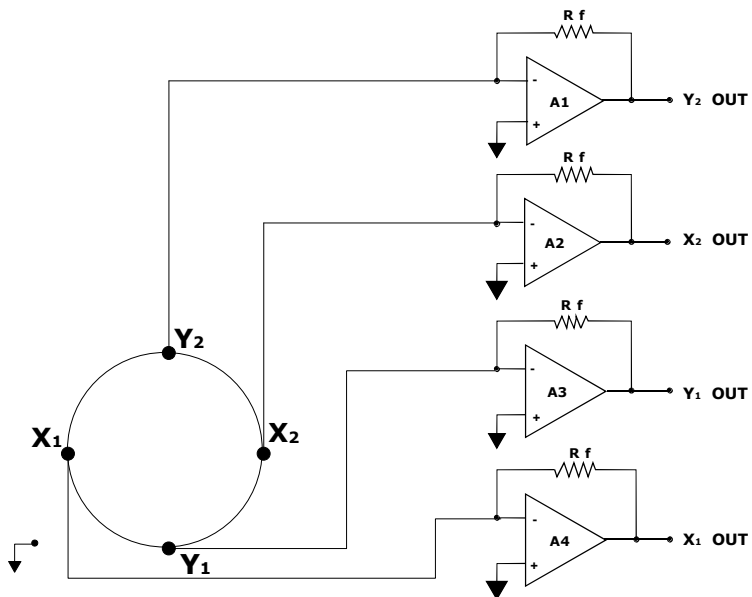 R f
-
A1
+
Y₂ OUT
R f
-
A2
+
X₂ OUT
R f
-
A3
+
Y₁ OUT
R f
-
A4
+
X₁ OUT
Y₂
X₁
X₂
Y₁